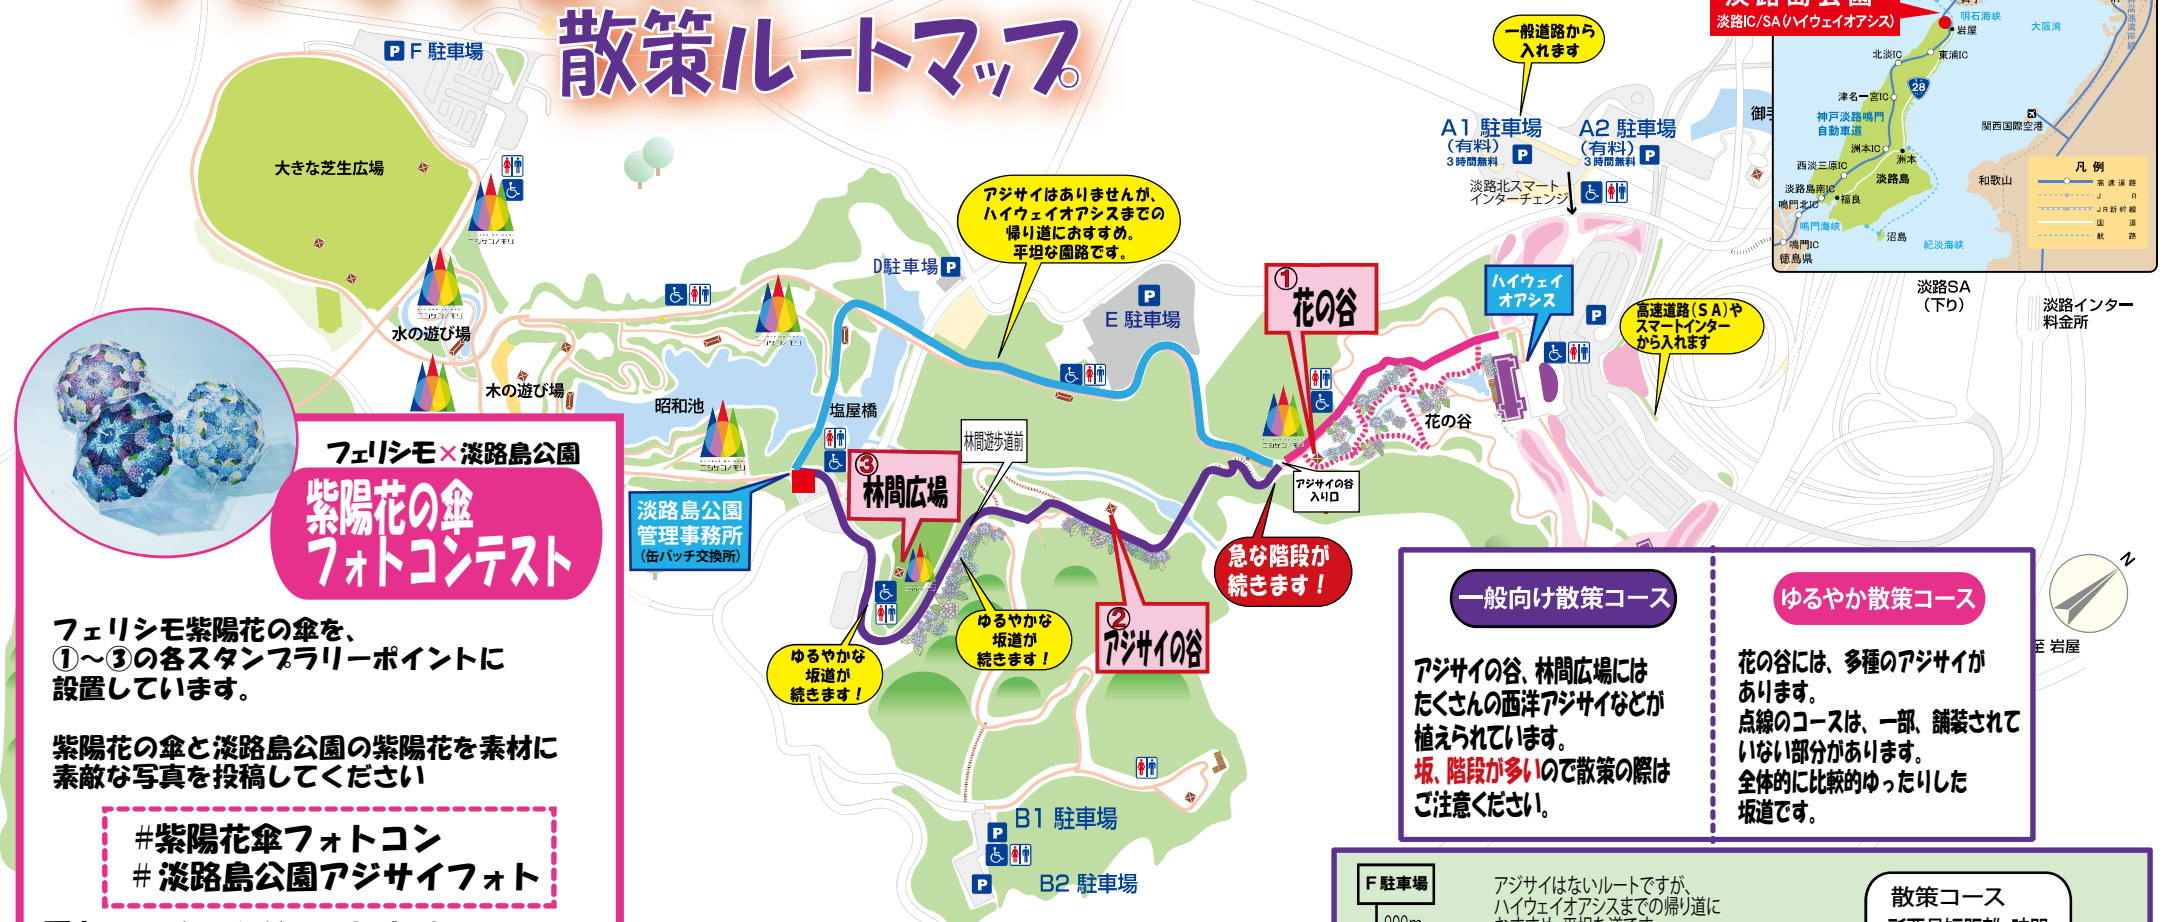 散策ルートマップ
P F 駐車場
大きな芝生広場
水の遊び場
木の遊び場
昭和池
塩屋橋
D駐車場 P
アジサイはありませんが、
ハイウェイオアシスまでの
帰り道におすすめ。
平坦な園路です。
P
E 駐車場
一般道路から
入れます
A1 駐車場
(有料)
3時間無料
P
A2 駐車場
(有料)
3時間無料
P
淡路北スマート
インターチェンジ
ハイウェイ
オアシス
P
高速道路(SA)や
スマートインター
から入れます
①
花の谷
花の谷
アジサイの谷
入り口
林間遊歩道前
③
林間広場
淡路島公園
管理事務所
(缶バッチ交換所)
急な階段が
続きます!
②
アジサイの谷
ゆるやかな
坂道が
続きます!
ゆるやかな
坂道が
続きます!
B1 駐車場
P
B2 駐車場
P
淡路島公園
淡路IC/SA(ハイウェイオアシス)
明石海峡
岩屋
大阪湾
北淡IC
東浦IC
28
津名一宮IC
神戸淡路鳴門
自動車道
関西国際空港
洲本IC
洲本
西淡三原IC
淡路島
和歌山
淡路島南IC
福良
鳴門北IC
鳴門海峡
沼島
紀淡海峡
鳴門IC
徳島県
凡 例
高速道路
J R
JR新幹線
国 道
航 路
淡路SA
(下り)
淡路インター
料金所
N
至 岩屋
フェリシモ×淡路島公園
紫陽花の傘
フォトコンテスト
フェリシモ紫陽花の傘を、
①〜③の各スタンプラリーポイントに
設置しています。
紫陽花の傘と淡路島公園の紫陽花を素材に
素敵な写真を投稿してください
#紫陽花傘フォトコン
#淡路島公園アジサイフォト
一般向け散策コース
アジサイの谷、林間広場には
たくさんの西洋アジサイなどが
植えられています。
坂、階段が多いので散策の際は
ご注意ください。
ゆるやか散策コース
花の谷には、多種のアジサイが
あります。
点線のコースは、一部、舗装されて
いない部分があります。
全体的に比較的ゆったりした
坂道です。
F 駐車場
アジサイはないルートですが、
ハイウェイオアシスまでの帰り道に
散策コース